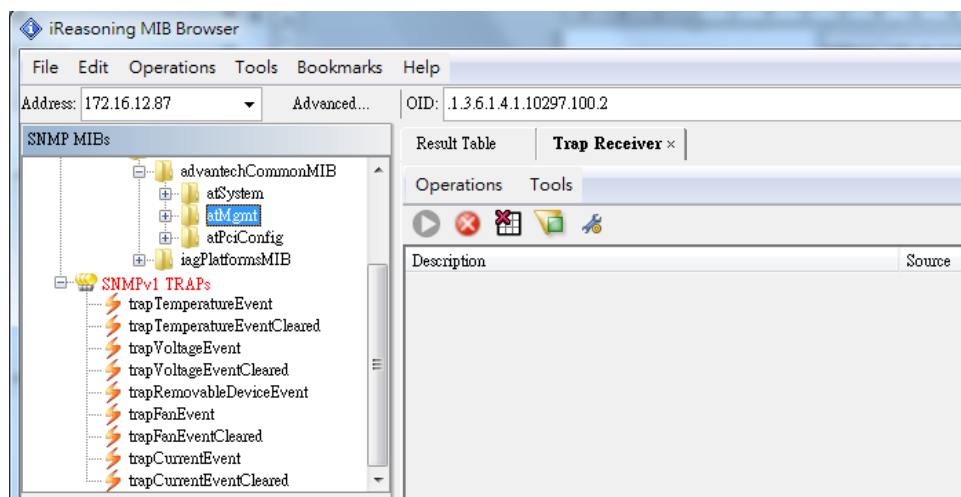 iReasoning MIB Browser
File Edit Operations Tools Bookmarks Help
Address: 172.16.12.87 Advanced... OID: .1.3.6.1.4.1.10297.100.2
SNMP MIBs
advantechCommonMIB
atSystem
atMgmt
atPciConfig
iagPlatformsMIB
SNMPv1 TRAPs
trapTemperatureEvent
trapTemperatureEventCleared
trapVoltageEvent
trapVoltageEventCleared
trapRemovableDeviceEvent
trapFanEvent
trapFanEventCleared
trapCurrentEvent
trapCurrentEventCleared
Result Table Trap Receiver ×
Operations Tools
Description Source